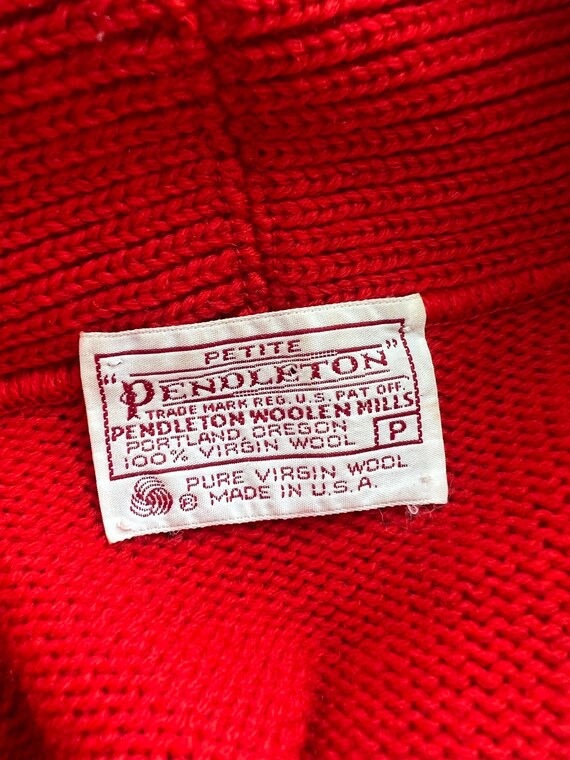 PETITE
"PENDLETON"
TRADE MARK REG. U.S. PAT OFF.
PENDLETON WOOLEN MILLS
PORTLAND, OREGON
100% VIRGIN WOOL
P
PURE VIRGIN WOOL
® MADE IN U.S.A.